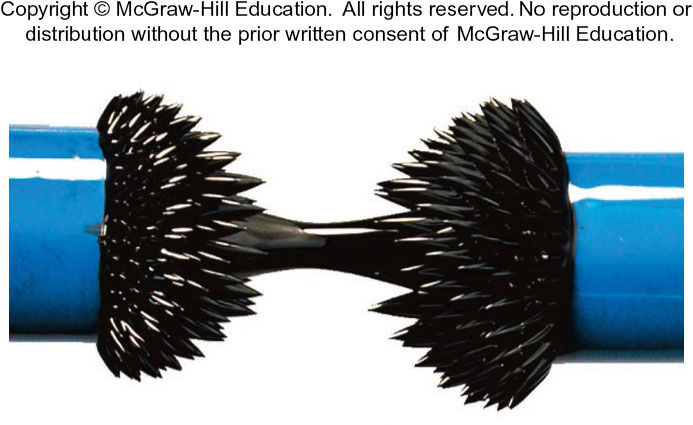 Copyright © McGraw-Hill Education. All rights reserved. No reproduction or
distribution without the prior written consent of McGraw-Hill Education.